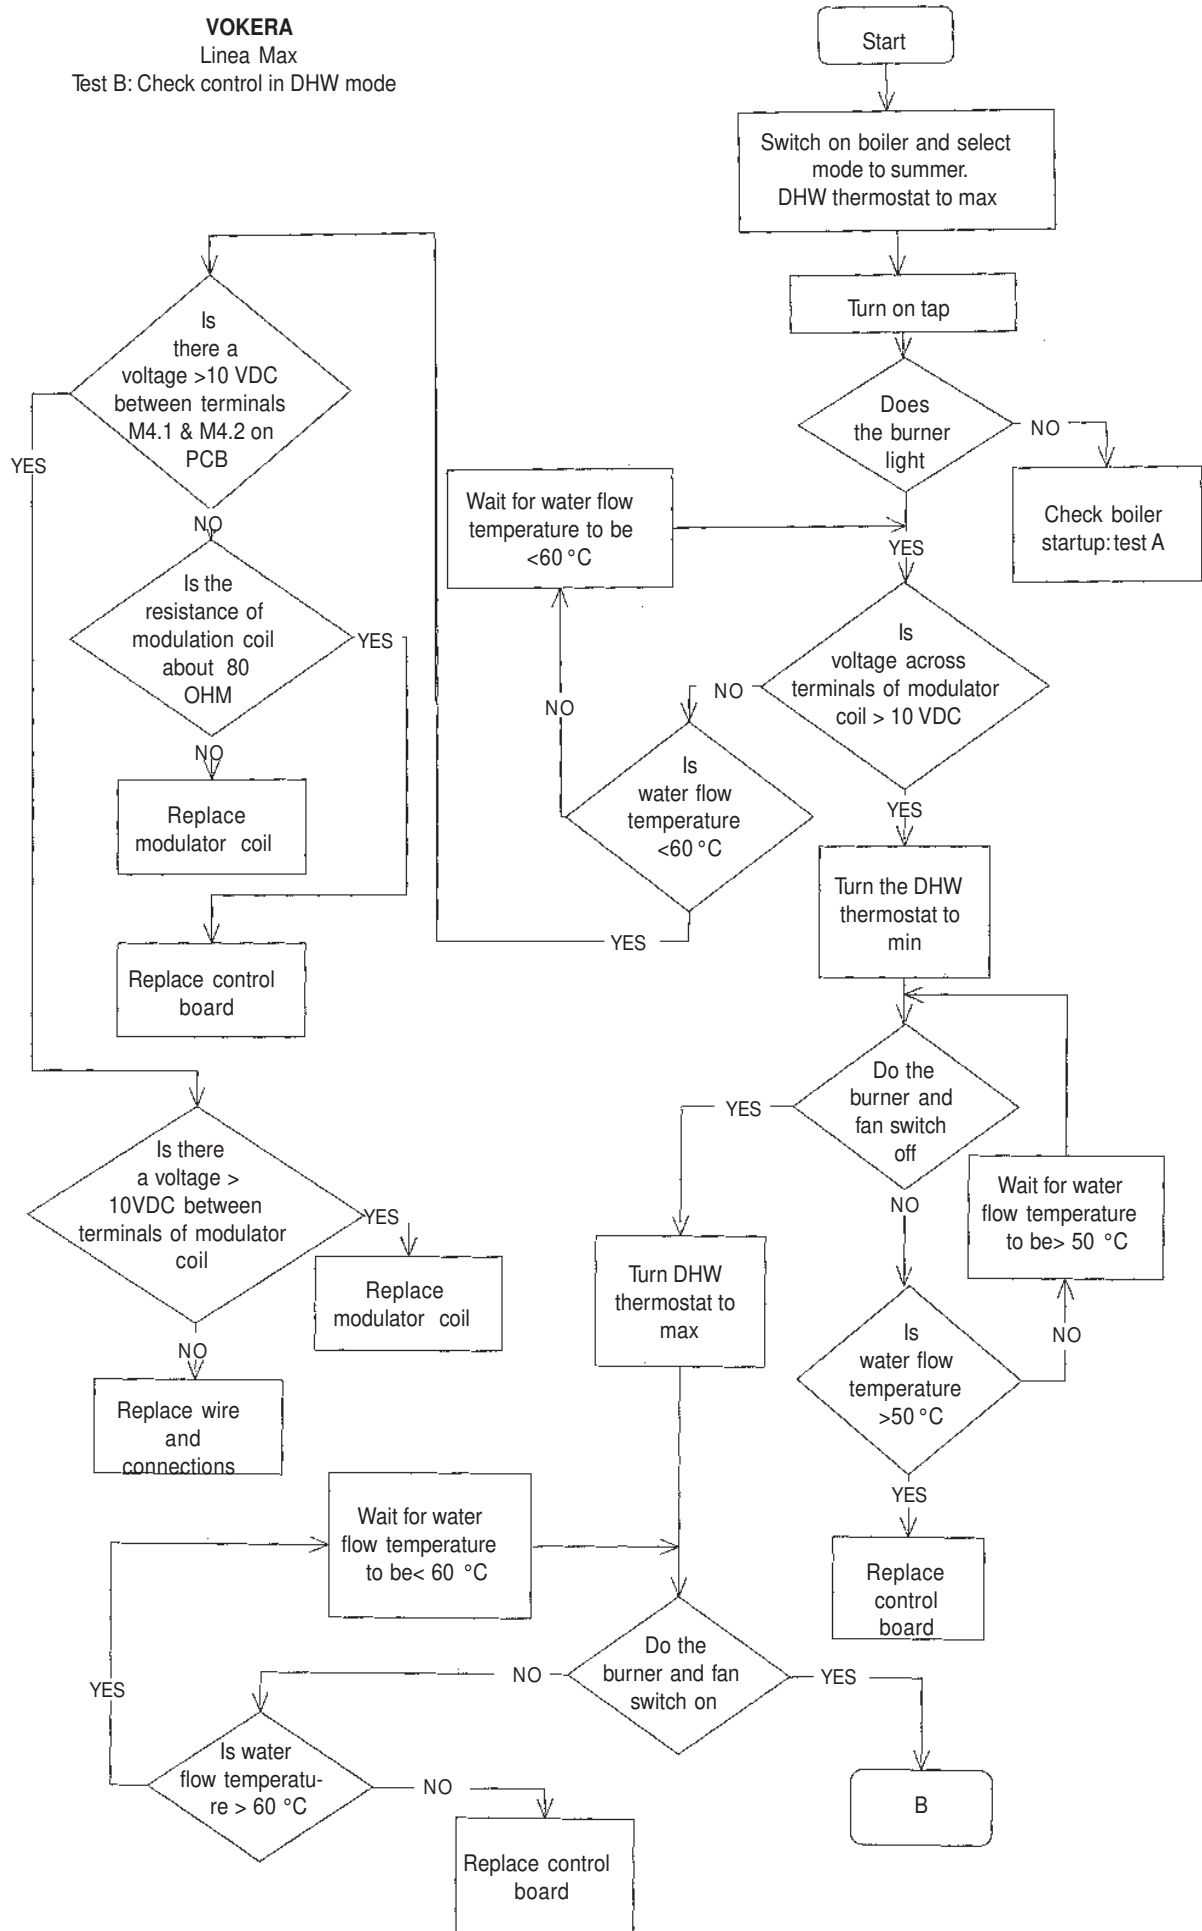 VOKERA
Linea Max
Test B: Check control in DHW mode
Start
Switch on boiler and select
mode to summer.
DHW thermostat to max
Turn on tap
Does
the burner
light
NO
Check boiler
startup: test A
YES
Is
voltage across
terminals of modulator
coil > 10 VDC
NO
Is
water flow
temperature
<60 °C
NO
Wait for water flow
temperature to be
<60 °C
YES
Is
there a
voltage >10 VDC
between terminals
M4.1 & M4.2 on
PCB
YES
NO
Is the
resistance of
modulation coil
about 80
OHM
YES
NO
Replace
modulator coil
Replace control
board
Is there
a voltage >
10VDC between
terminals of modulator
coil
YES
Replace
modulator coil
NO
Replace wire
and
connections
YES
Turn the DHW
thermostat to
min
Do the
burner and
fan switch
off
YES
NO
Is
water flow
temperature
>50 °C
NO
Wait for water
flow temperature
to be> 50 °C
YES
Replace
control
board
Turn DHW
thermostat to
max
Wait for water
flow temperature
to be< 60 °C
Do the
burner and fan
switch on
YES
B
NO
Is water
flow temperatu-
re > 60 °C
YES
NO
Replace control
board